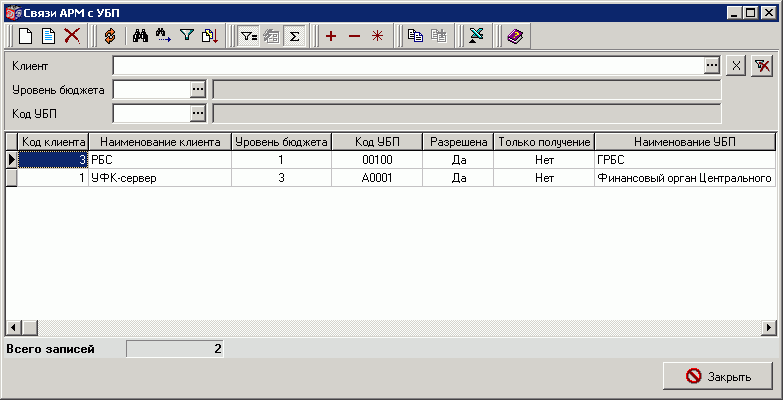 Связи АРМ с УБП
Клиент
Уровень бюджета
Код УБП
Код клиента Наименование клиента Уровень бюджета Код УБП Разрешена Только получение Наименование УБП
3 РБС 1 00100 Да Нет ГРБС
1 УФК-сервер 3 А0001 Да Нет Финансовый орган Центрального
Всего записей 2
Закрыть